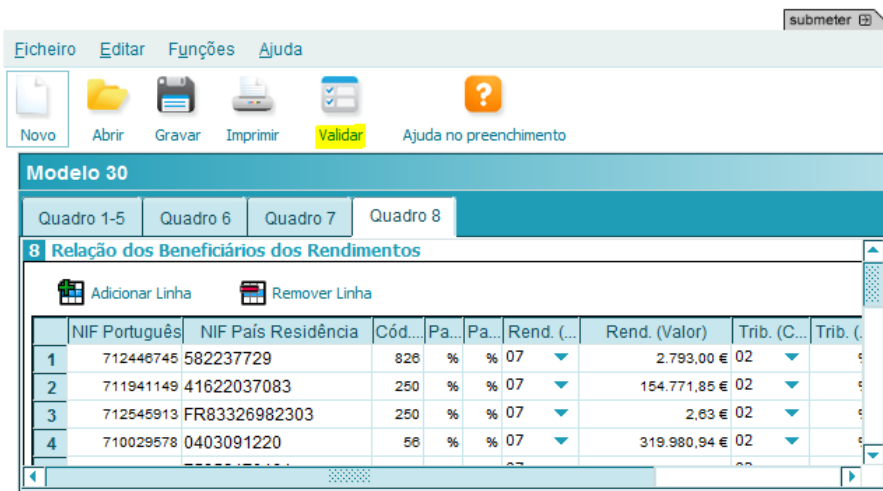 submeter
Ficheiro Editar Funções Ajuda
Novo Abrir Gravar Imprimir Validar Ajuda no preenchimento
Modelo 30
Quadro 1-5 Quadro 6 Quadro 7 Quadro 8
8 Relação dos Beneficiários dos Rendimentos
Adicionar Linha Remover Linha
NIF Português NIF País Residência Cód.... Pa... Pa... Rend. (... Rend. (Valor) Trib. (C... Trib. (.
1 712446745 582237729 826 % % 07 2.793,00 € 02
2 711941149 41622037083 250 % % 07 154.771,85 € 02
3 712545913 FR83326982303 250 % % 07 2,63 € 02
4 710029578 0403091220 56 % % 07 319.980,94 € 02